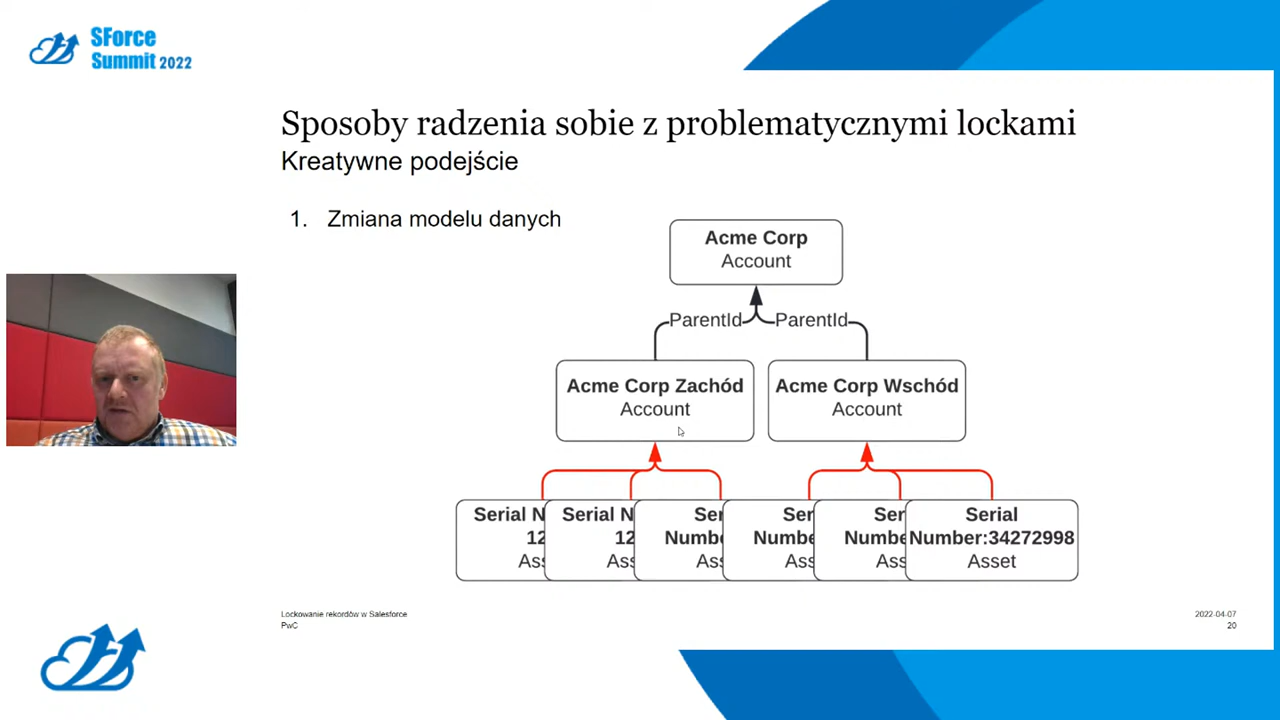 SForce
Summit 2022
Sposoby radzenia sobie z problematycznymi lockami
Kreatywne podejście
1. Zmiana modelu danych
Acme Corp
Account
ParentId ParentId
Acme Corp Zachód
Account
Acme Corp Wschód
Account
Serial N
12
Ass
Serial N
12
Ass
Ser
Numbe
Ass
Ser
Numbe
Ass
Ser
Numbe
Ass
Serial
Number:34272998
Asset
Lockowanie rekordów w Salesforce
PwC
2022-04-07
20